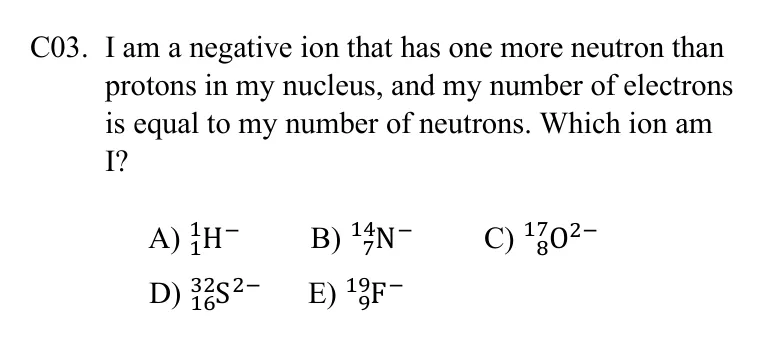 C03. I am a negative ion that has one more neutron than
protons in my nucleus, and my number of electrons
is equal to my number of neutrons. Which ion am
I?
A) ¹₁H⁻ B) ¹⁴₇N⁻ C) ¹⁷₈O²⁻
D) ³²₁₆S²⁻ E) ¹⁹₉F⁻